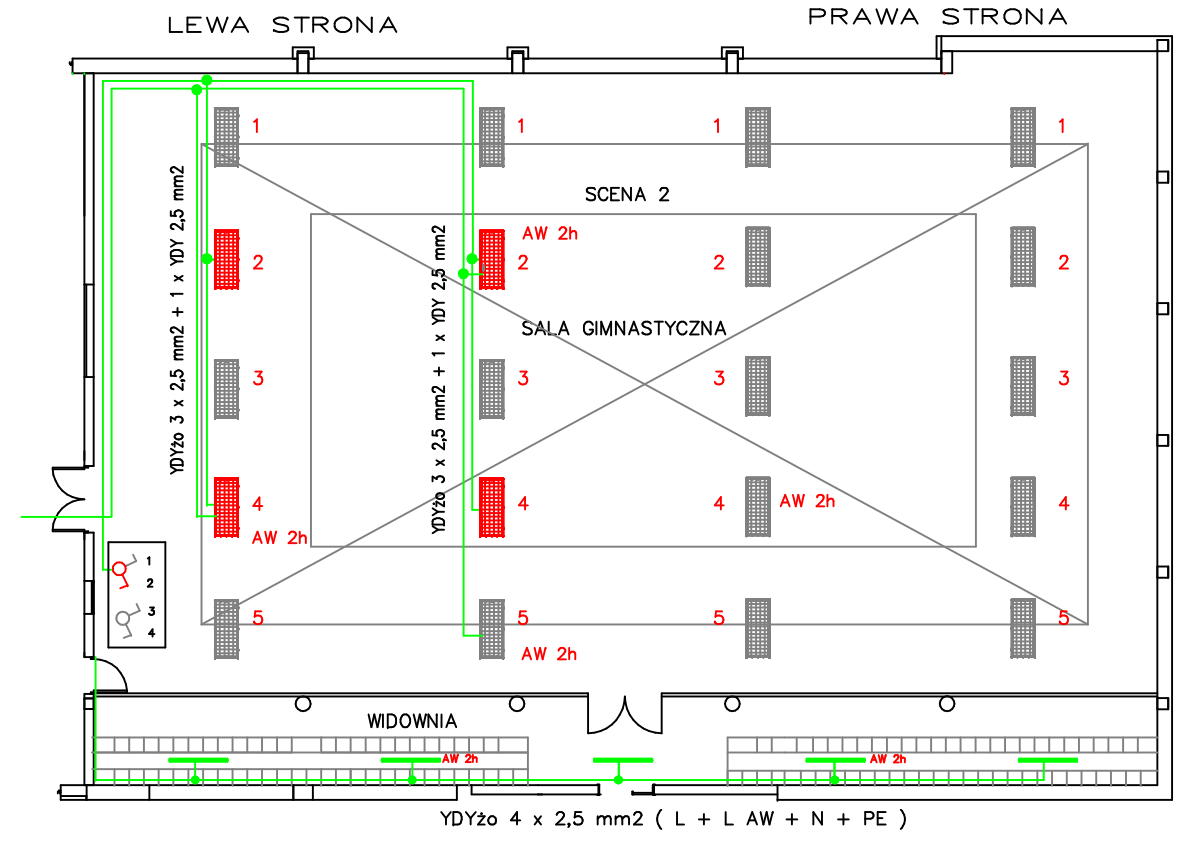 LEWA STRONA
PRAWA STRONA
1
1
1
1
SCENA 2
AW 2h
2
2
2
2
YDYżo 3 x 2,5 mm2 + 1 x YDY 2,5 mm2
YDYżo 3 x 2,5 mm2 + 1 x YDY 2,5 mm2
SALA GIMNASTYCZNA
3
3
3
3
4
4
4
4
AW 2h
AW 2h
1
2
3
4
5
5
5
5
AW 2h
WIDOWNIA
AW 2h
AW 2h
YDYżo 4 x 2,5 mm2 ( L + L AW + N + PE )